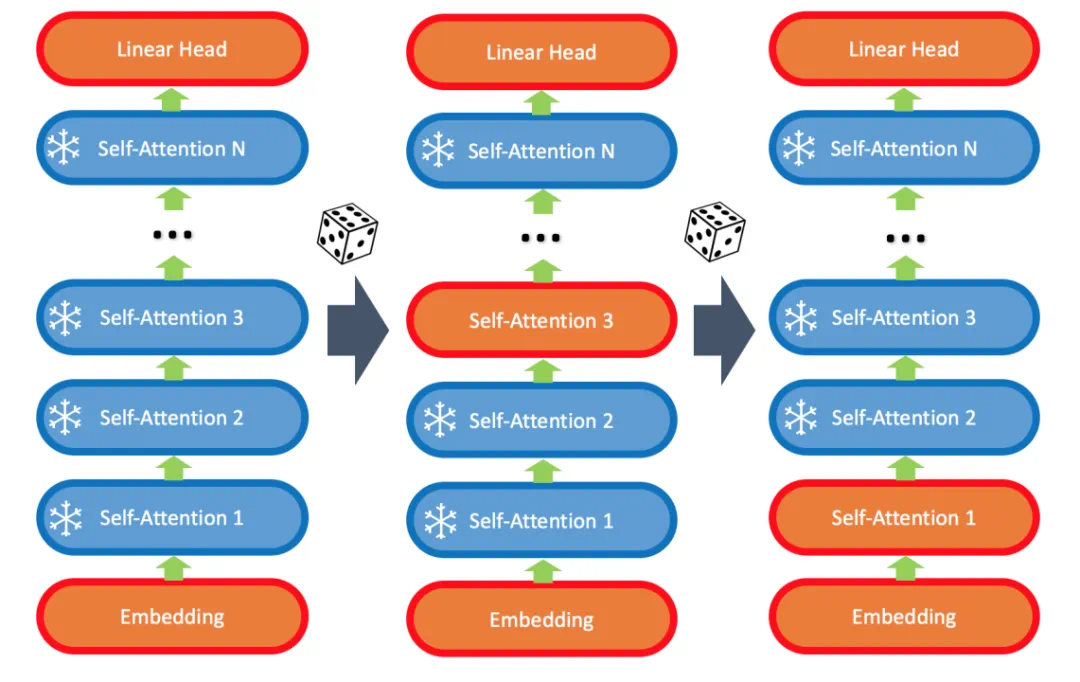 Linear Head
Self-Attention N
...
Self-Attention 3
Self-Attention 2
Self-Attention 1
Embedding
Linear Head
Self-Attention N
...
Self-Attention 3
Self-Attention 2
Self-Attention 1
Embedding
Linear Head
Self-Attention N
...
Self-Attention 3
Self-Attention 2
Self-Attention 1
Embedding